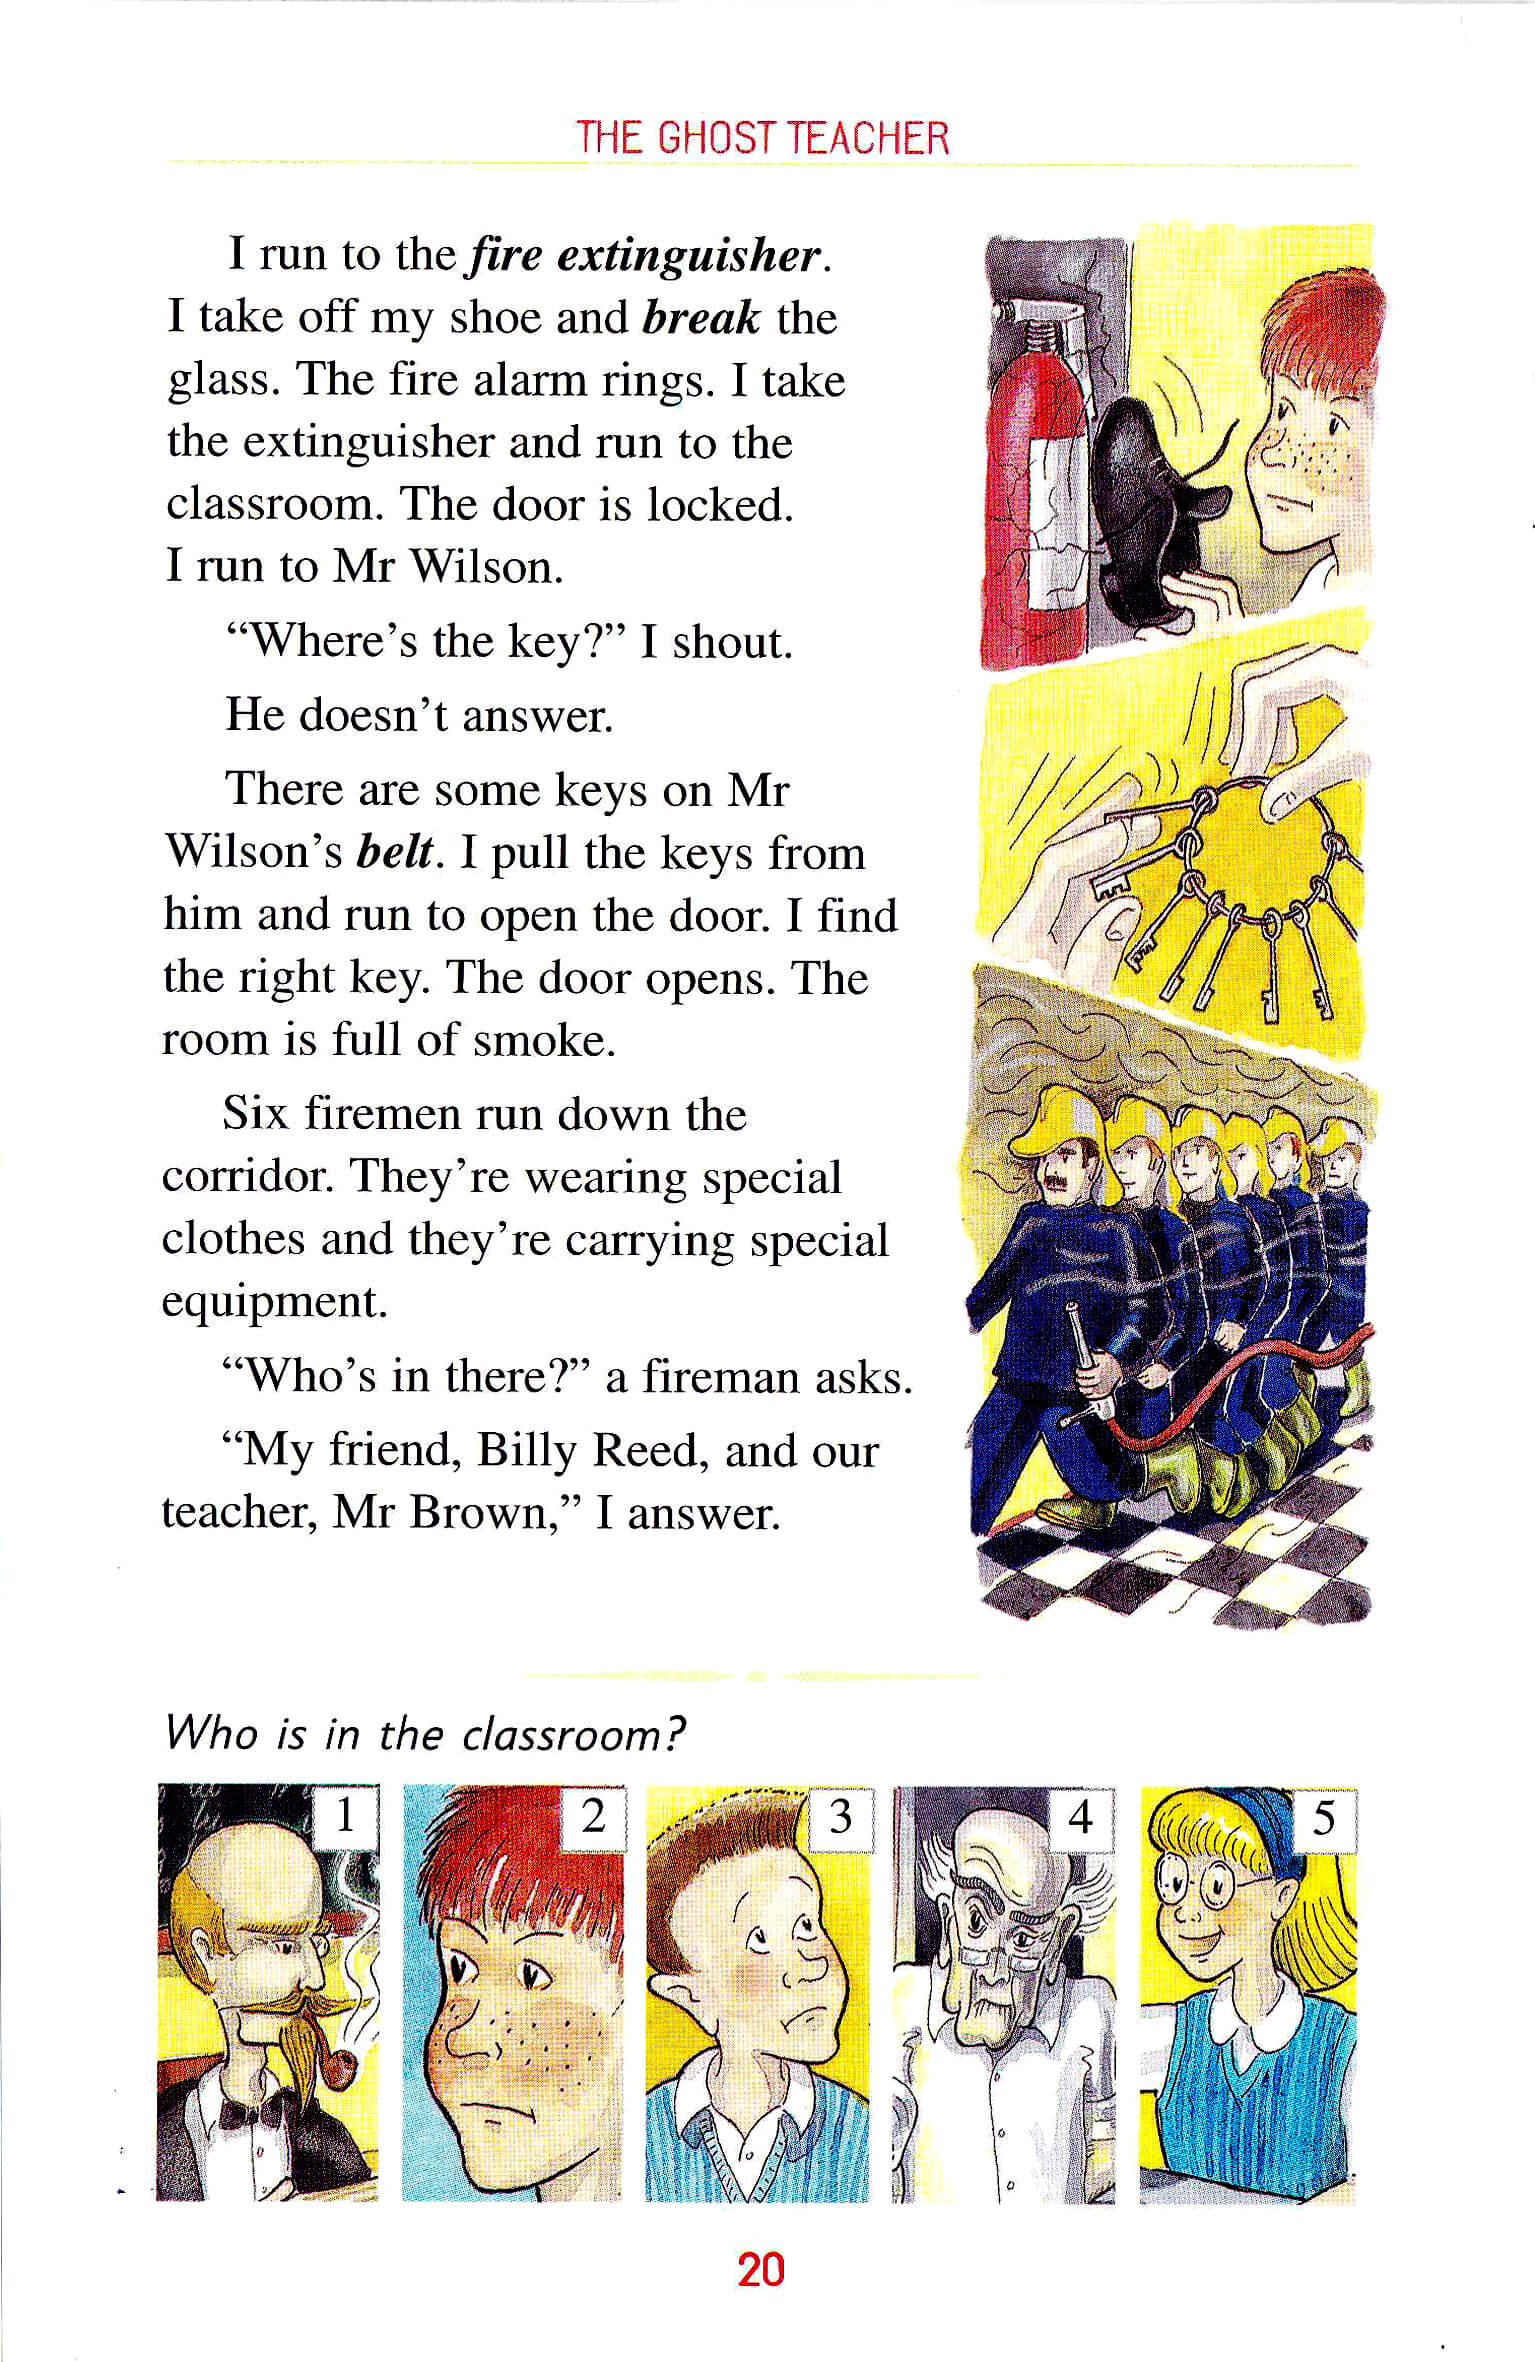 THE GHOST TEACHER
I run to the fire extinguisher.
I take off my shoe and break the
glass. The fire alarm rings. I take
the extinguisher and run to the
classroom. The door is locked.
I run to Mr Wilson.
“Where’s the key?” I shout.
He doesn’t answer.
There are some keys on Mr
Wilson’s belt. I pull the keys from
him and run to open the door. I find
the right key. The door opens. The
room is full of smoke.
Six firemen run down the
corridor. They’re wearing special
clothes and they’re carrying special
equipment.
“Who’s in there?” a fireman asks.
“My friend, Billy Reed, and our
teacher, Mr Brown,” I answer.
Who is in the classroom?
1
2
3
4
5
20